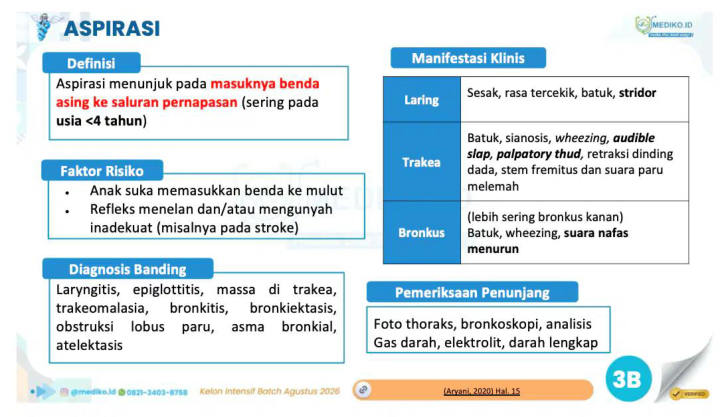 ASPIRASI
MEDIKO.ID
Definisi
Aspirasi menunjuk pada masuknya benda
asing ke saluran pernapasan (sering pada
usia <4 tahun)
Faktor Risiko
• Anak suka memasukkan benda ke mulut
• Refleks menelan dan/atau mengunyah
inadekuat (misalnya pada stroke)
Diagnosis Banding
Laryngitis, epiglottitis, massa di trakea,
trakeomalasia, bronkitis, bronkiektasis,
obstruksi lobus paru, asma bronkial,
atelektasis
Manifestasi Klinis
Laring
Sesak, rasa tercekik, batuk, stridor
Trakea
Batuk, sianosis, wheezing, audible
slap, palpatory thud, retraksi dinding
dada, stem fremitus dan suara paru
melemah
Bronkus
(lebih sering bronkus kanan)
Batuk, wheezing, suara nafas
menurun
Pemeriksaan Penunjang
Foto thoraks, bronkoskopi, analisis
Gas darah, elektrolit, darah lengkap
3B
@mediko.id 0821-3403-8758
Kelon Intensif Batch Agustus 2026
(Aryani, 2020) Hal. 15
VERIFIED